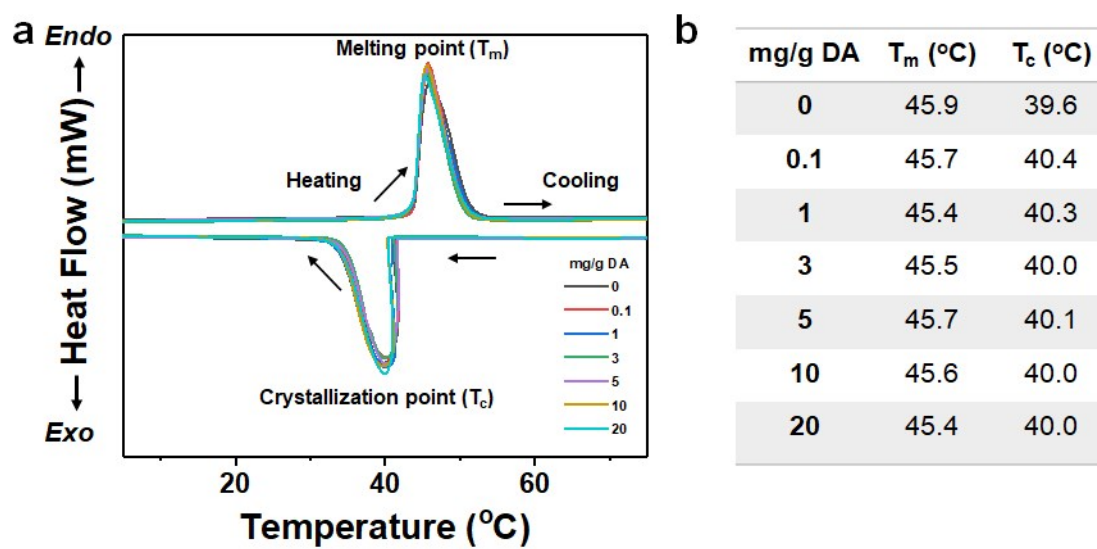 a
Endo
Heat Flow (mW)
Exo
Melting point (Tm)
Heating
Cooling
mg/g DA
0
0.1
1
3
5
10
20
Crystallization point (Tc)
20 40 60
Temperature (°C)
b
mg/g DA Tm (°C) Tc (°C)
0 45.9 39.6
0.1 45.7 40.4
1 45.4 40.3
3 45.5 40.0
5 45.7 40.1
10 45.6 40.0
20 45.4 40.0